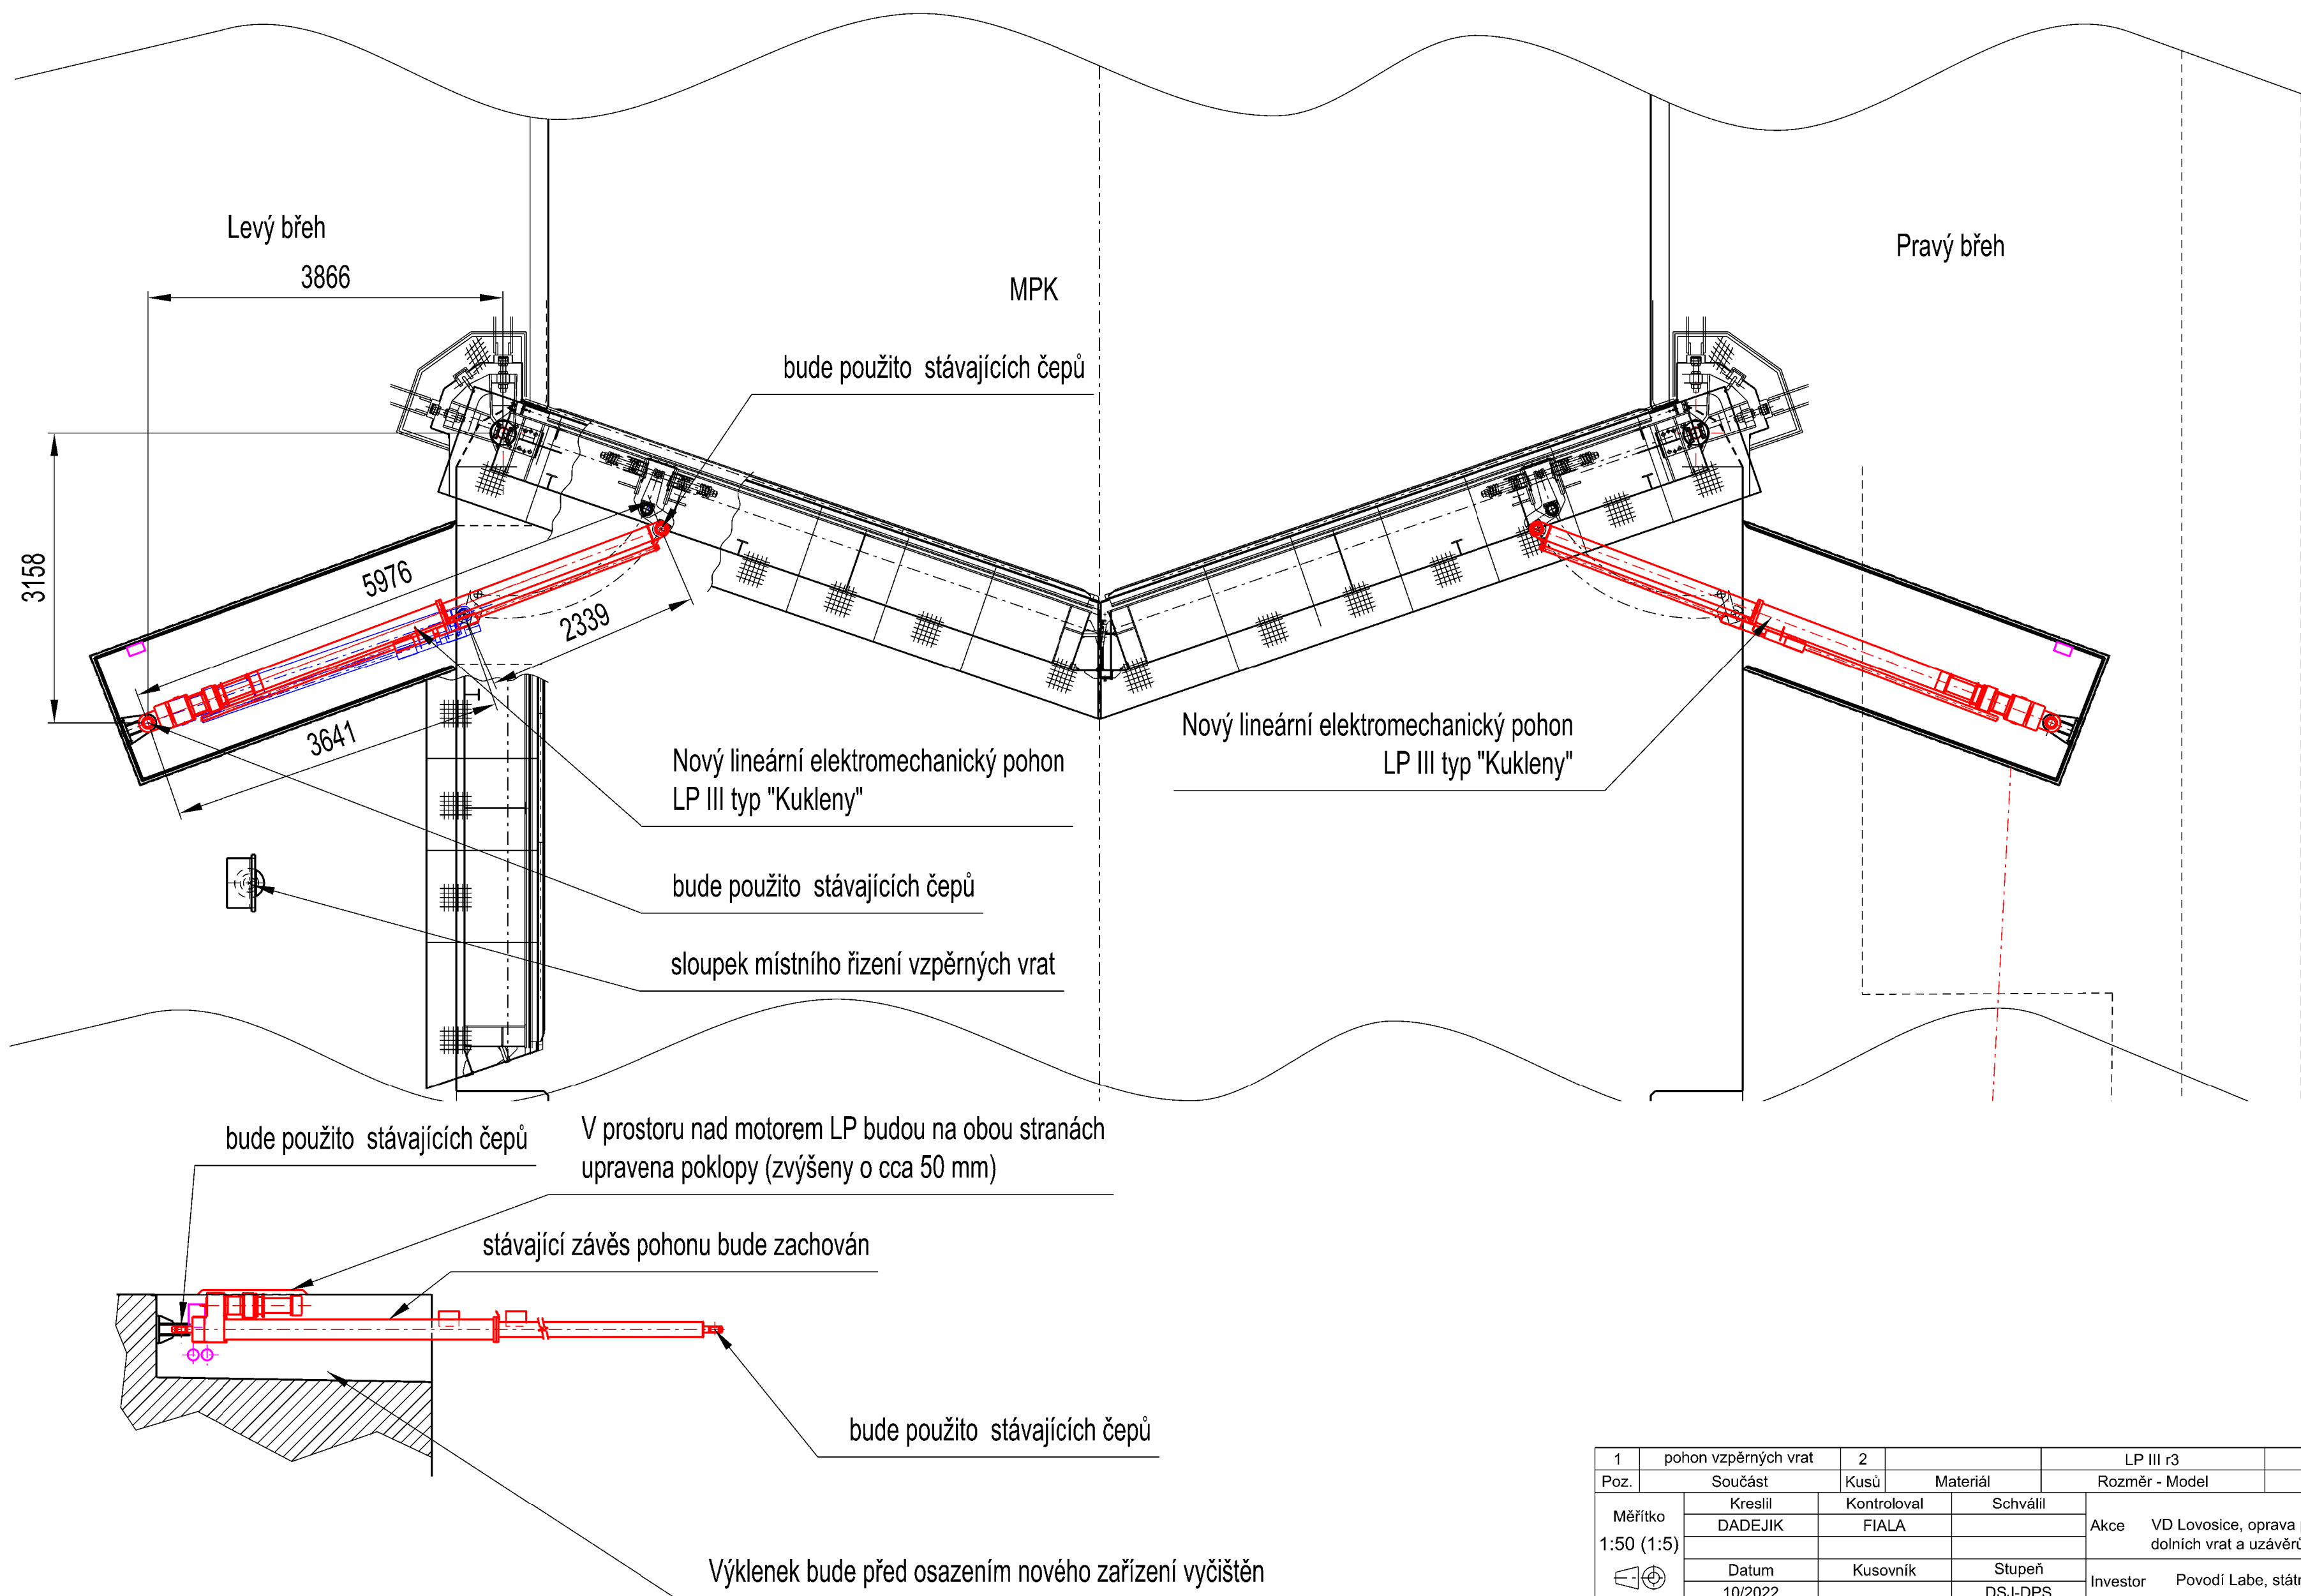 Levý břeh
Pravý břeh
3866
MPK
bude použito stávajících čepů
3158
5976
2339
3641
Nový lineární elektromechanický pohon
LP III typ "Kukleny"
Nový lineární elektromechanický pohon
LP III typ "Kukleny"
bude použito stávajících čepů
sloupek místního řizení vzpěrných vrat
bude použito stávajících čepů
V prostoru nad motorem LP budou na obou stranách
upravena poklopy (zvýšeny o cca 50 mm)
stávající závěs pohonu bude zachován
bude použito stávajících čepů
Výklenek bude před osazením nového zařízení vyčištěn
1 pohon vzpěrných vrat 2 LP III r3
Poz. Součást Kusů Materiál Rozměr - Model
Měřítko Kreslil Kontroloval Schválil
DADEJIK FIALA
1:50 (1:5)
Akce VD Lovosice, oprava
dolních vrat a uzávěrů
Datum Kusovník Stupeň
Investor Povodí Labe, stát
10/2022 DSJ-DPS